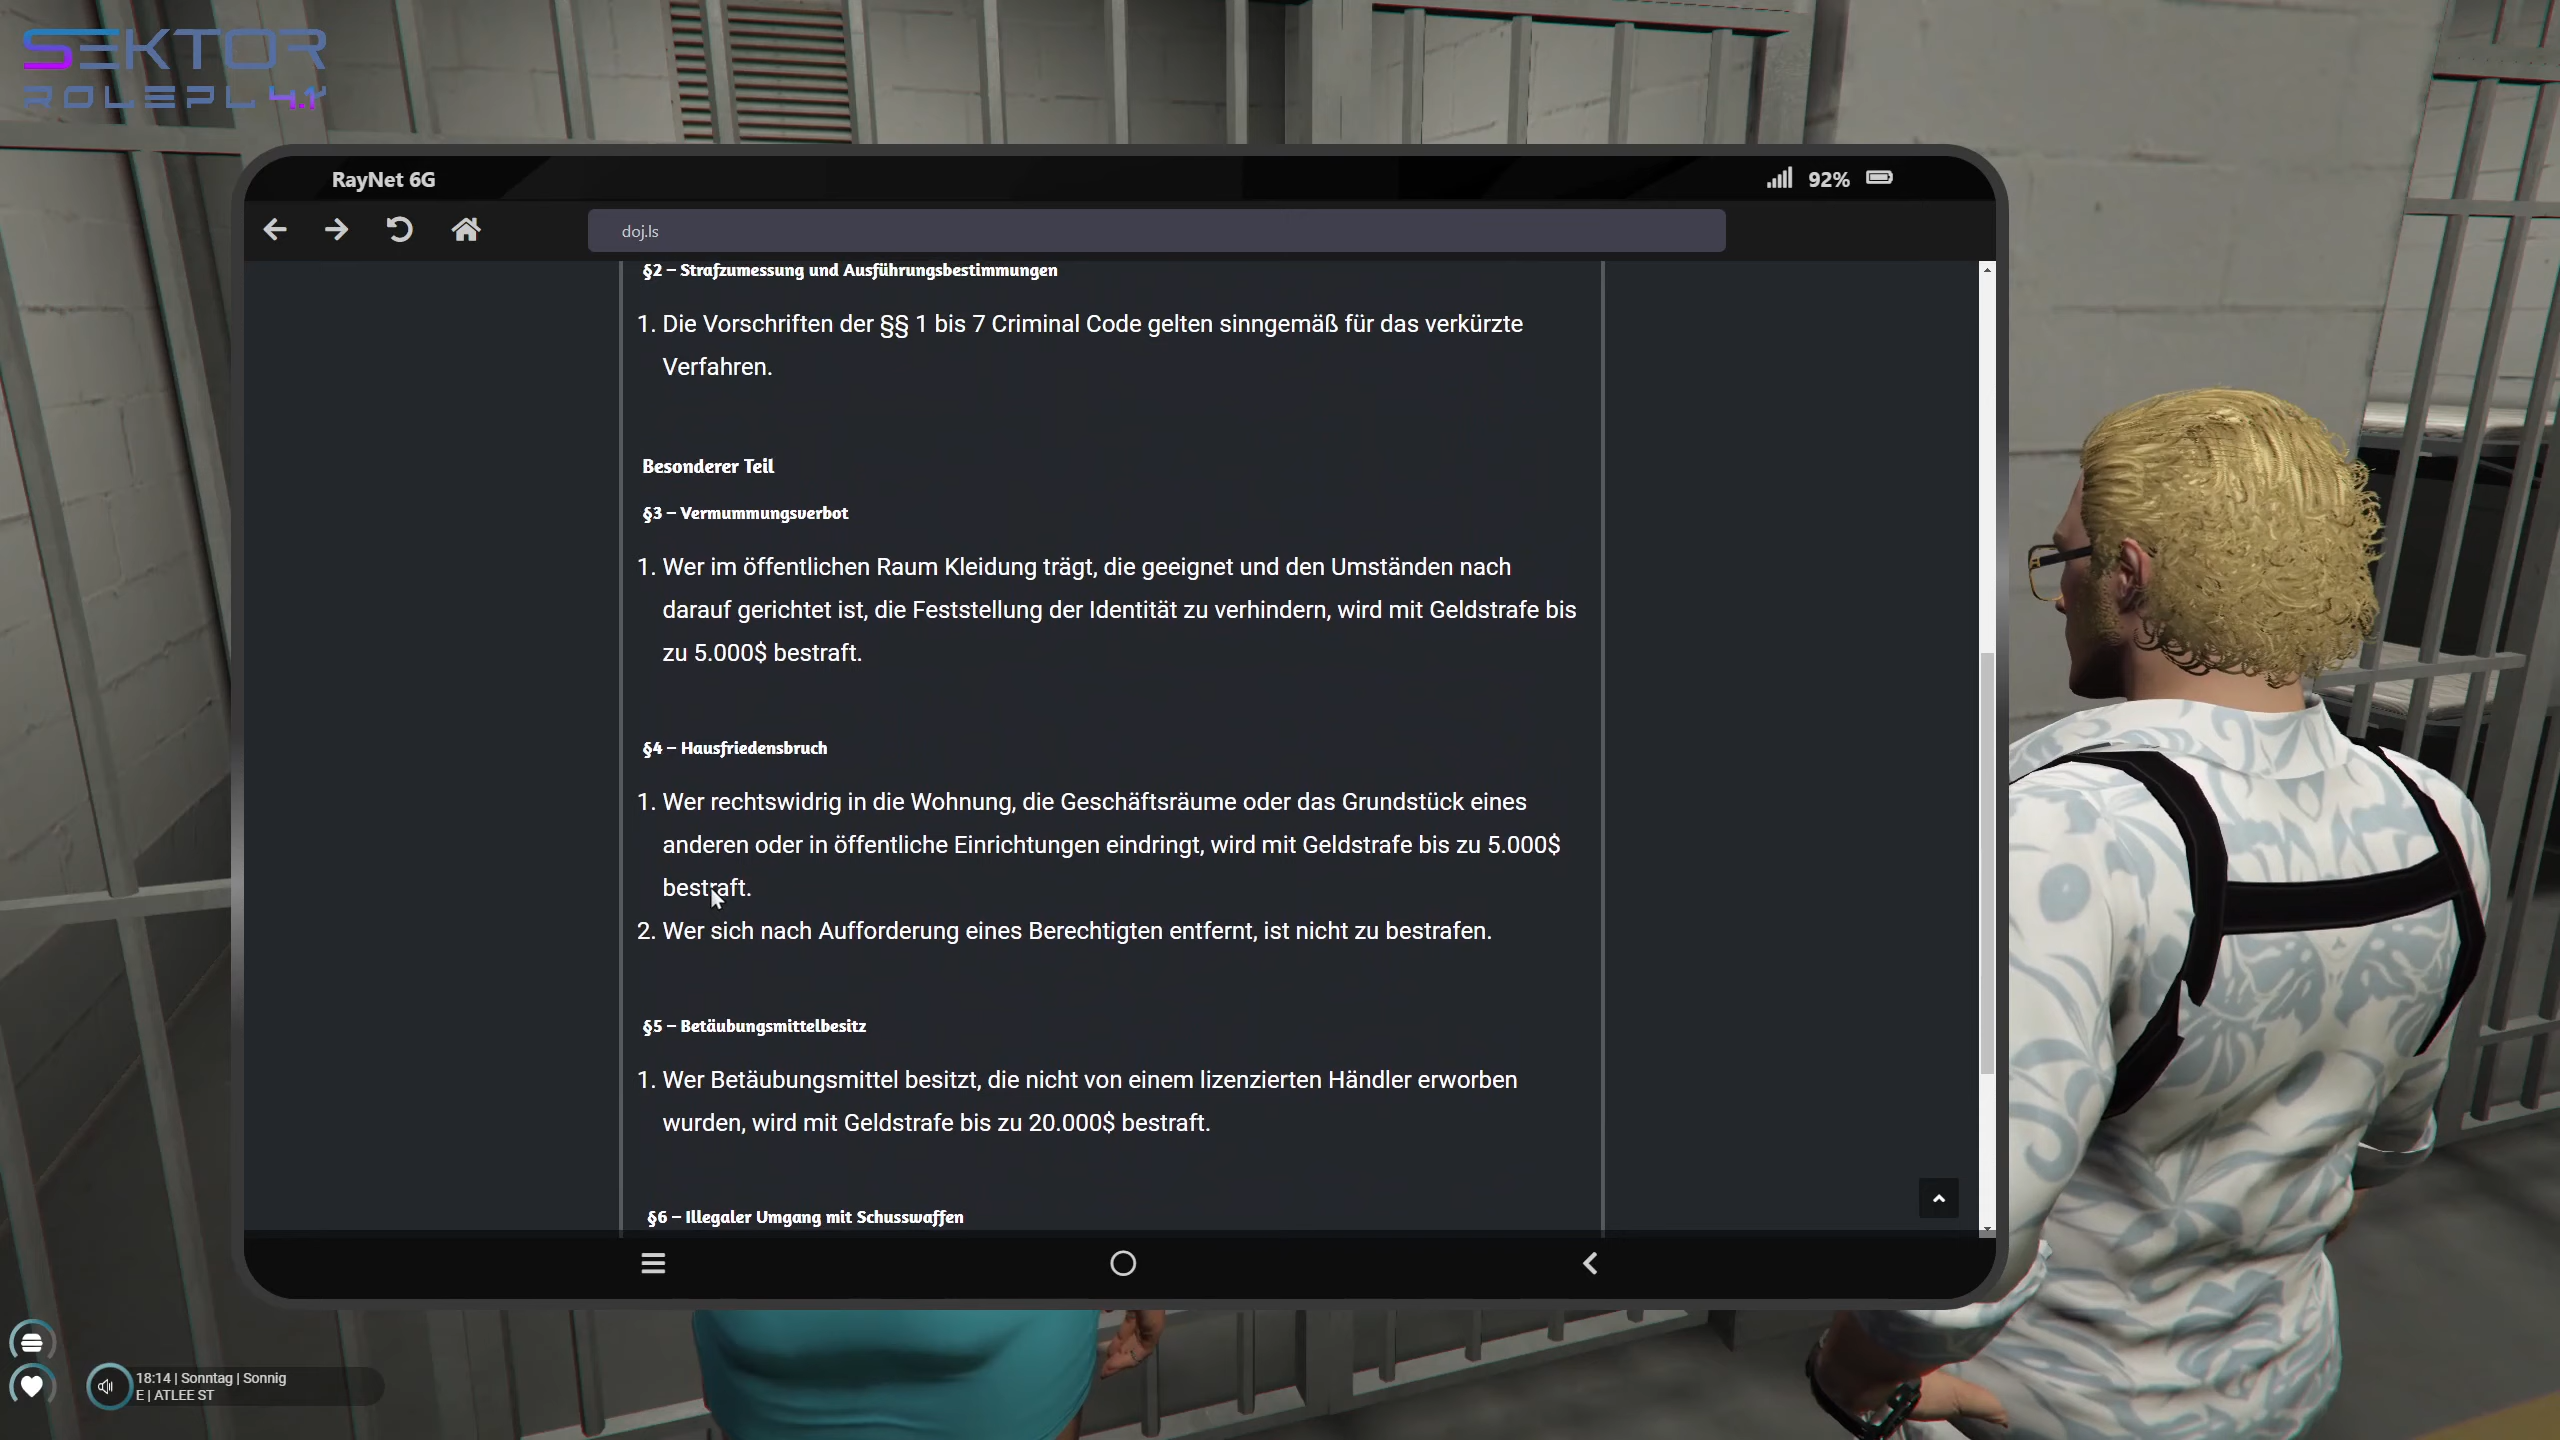 SEKTOR
ROLEPL 4.1
RayNet 6G
92%
doj.ls
§2 – Strafzumessung und Ausführungsbestimmungen
1. Die Vorschriften der §§ 1 bis 7 Criminal Code gelten sinngemäß für das verkürzte
Verfahren.
Besonderer Teil
§3 – Vermummungsverbot
1. Wer im öffentlichen Raum Kleidung trägt, die geeignet und den Umständen nach
darauf gerichtet ist, die Feststellung der Identität zu verhindern, wird mit Geldstrafe bis
zu 5.000$ bestraft.
§4 – Hausfriedensbruch
1. Wer rechtswidrig in die Wohnung, die Geschäftsräume oder das Grundstück eines
anderen oder in öffentliche Einrichtungen eindringt, wird mit Geldstrafe bis zu 5.000$
bestraft.
2. Wer sich nach Aufforderung eines Berechtigten entfernt, ist nicht zu bestrafen.
§5 – Betäubungsmittelbesitz
1. Wer Betäubungsmittel besitzt, die nicht von einem lizenzierten Händler erworben
wurden, wird mit Geldstrafe bis zu 20.000$ bestraft.
§6 – Illegaler Umgang mit Schusswaffen
18:14 | Sonntag | Sonnig
E | ATLEE ST